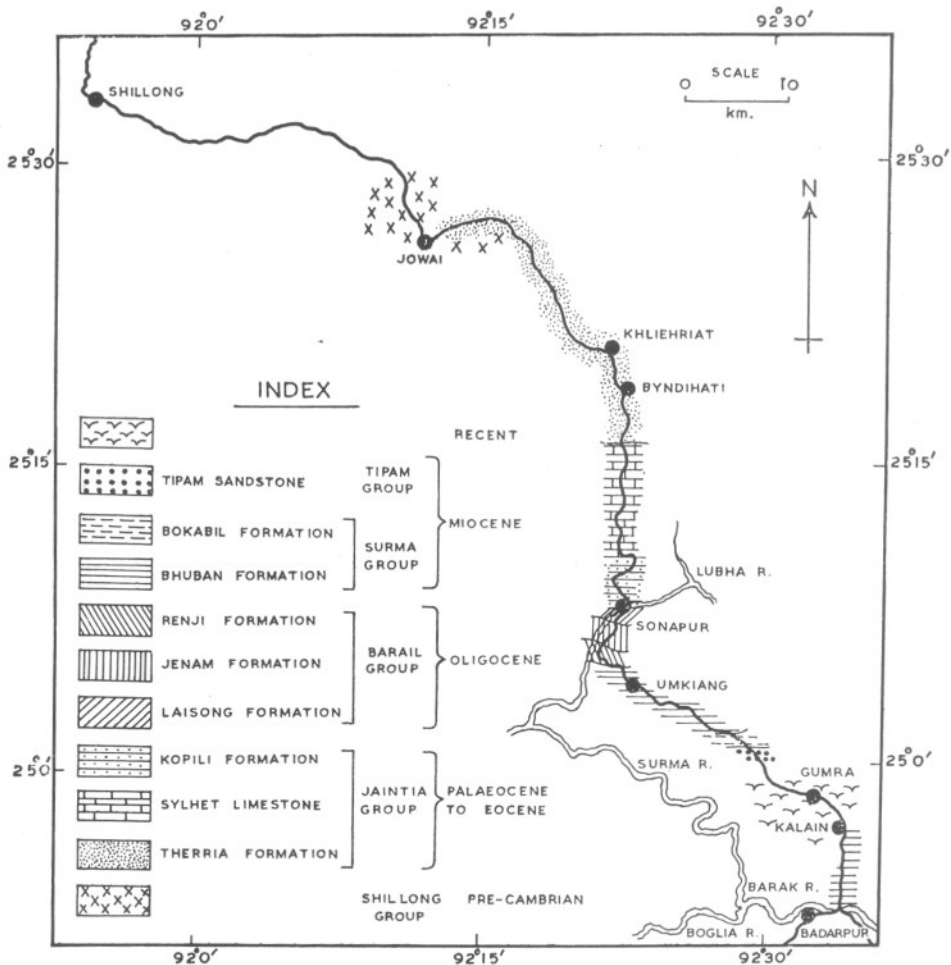 92°0′ 92°15′ 92°30′
SHILLONG
SCALE
0 10
km.
25°30′ 25°30′
N
JOWAI
KHLIEHRIAT
BYNDIHATI
INDEX
RECENT
25°15′
TIPAM SANDSTONE
TIPAM
GROUP
MIOCENE
BOKABIL FORMATION
SURMA
GROUP
BHUBAN FORMATION
LUBHA R.
RENJI FORMATION
SONAPUR
JENAM FORMATION
BARAIL
GROUP
OLIGOCENE
UMKIANG
LAISONG FORMATION
KOPILI FORMATION
25°0′ 25°0′
SURMA R.
GUMRA
SYLHET LIMESTONE
JAINTIA
GROUP
PALAEOCENE
TO EOCENE
KALAIN
THERRIA FORMATION
SHILLONG
GROUP
PRE-CAMBRIAN
BARAK R.
BOGLIA R.
BADARPUR
92°0′ 92°15′ 92°30′